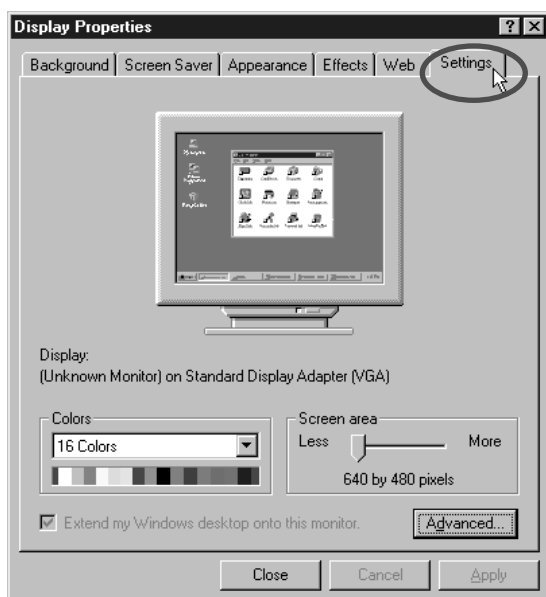 Display Properties
? X
Background Screen Saver Appearance Effects Web Settings
Display:
(Unknown Monitor) on Standard Display Adapter (VGA)
Colors
16 Colors
Screen area
Less More
640 by 480 pixels
Extend my Windows desktop onto this monitor.
Advanced...
Close Cancel Apply